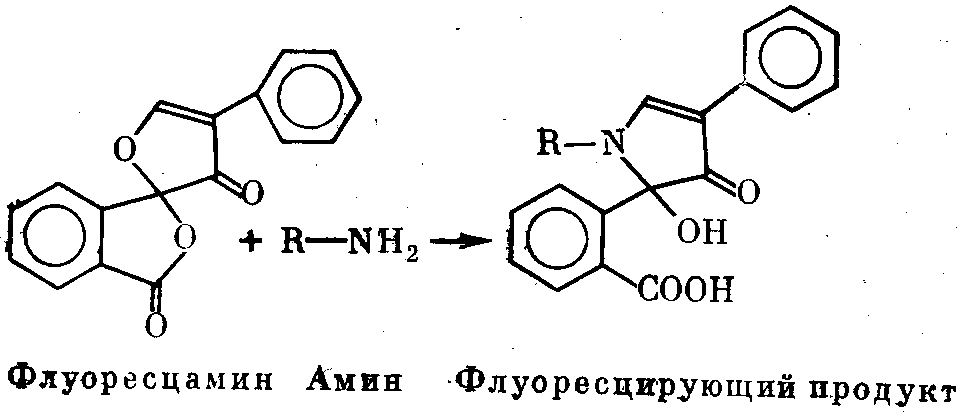 O
O
O
O
+ R—NH₂
R—N
O
OH
COOH
Флуоресцамин Амин Флуоресцирующий продукт